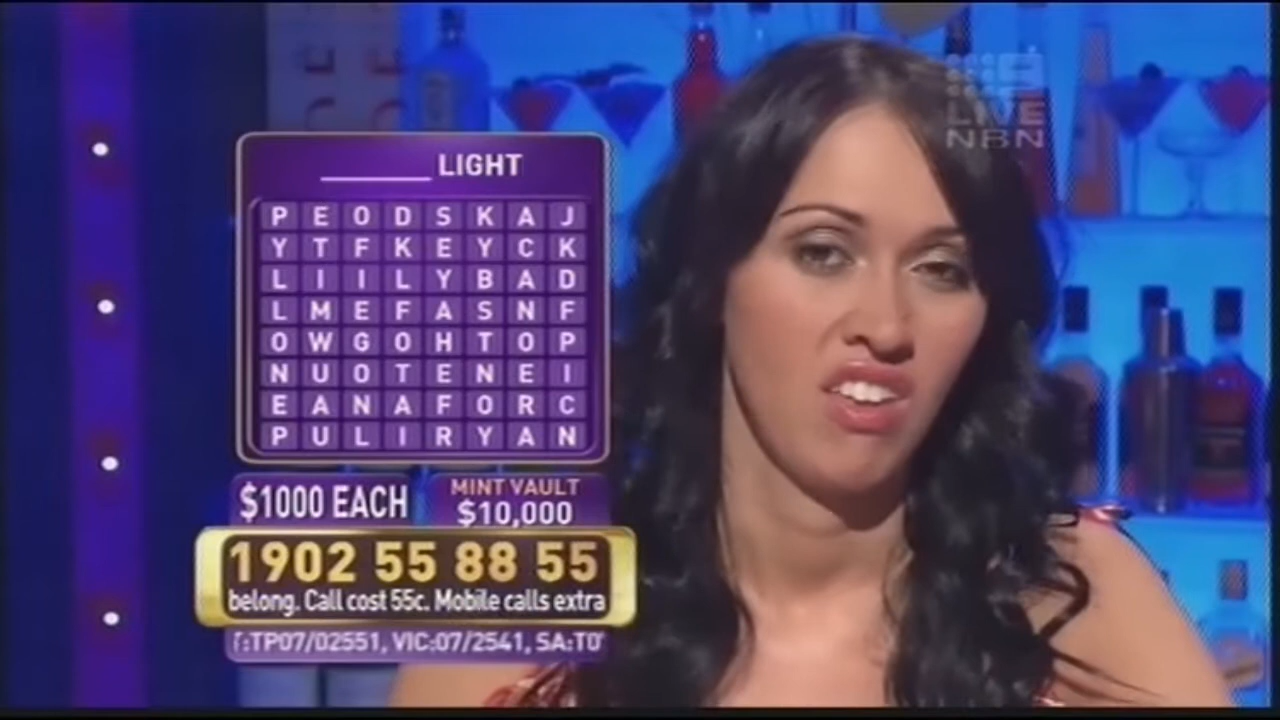 LIVE
NBN
______ LIGHT
P E O D S K A J
Y T F K E Y C K
L I I L Y B A D
L M E F A S N F
O W G O H T O P
N U O T E N E I
E A N A F O R C
P U L I R Y A N
$1000 EACH
MINT VAULT
$10,000
1902 55 88 55
belong. Call cost 55c. Mobile calls extra
:TP07/02551, VIC:07/2541, SA:T0